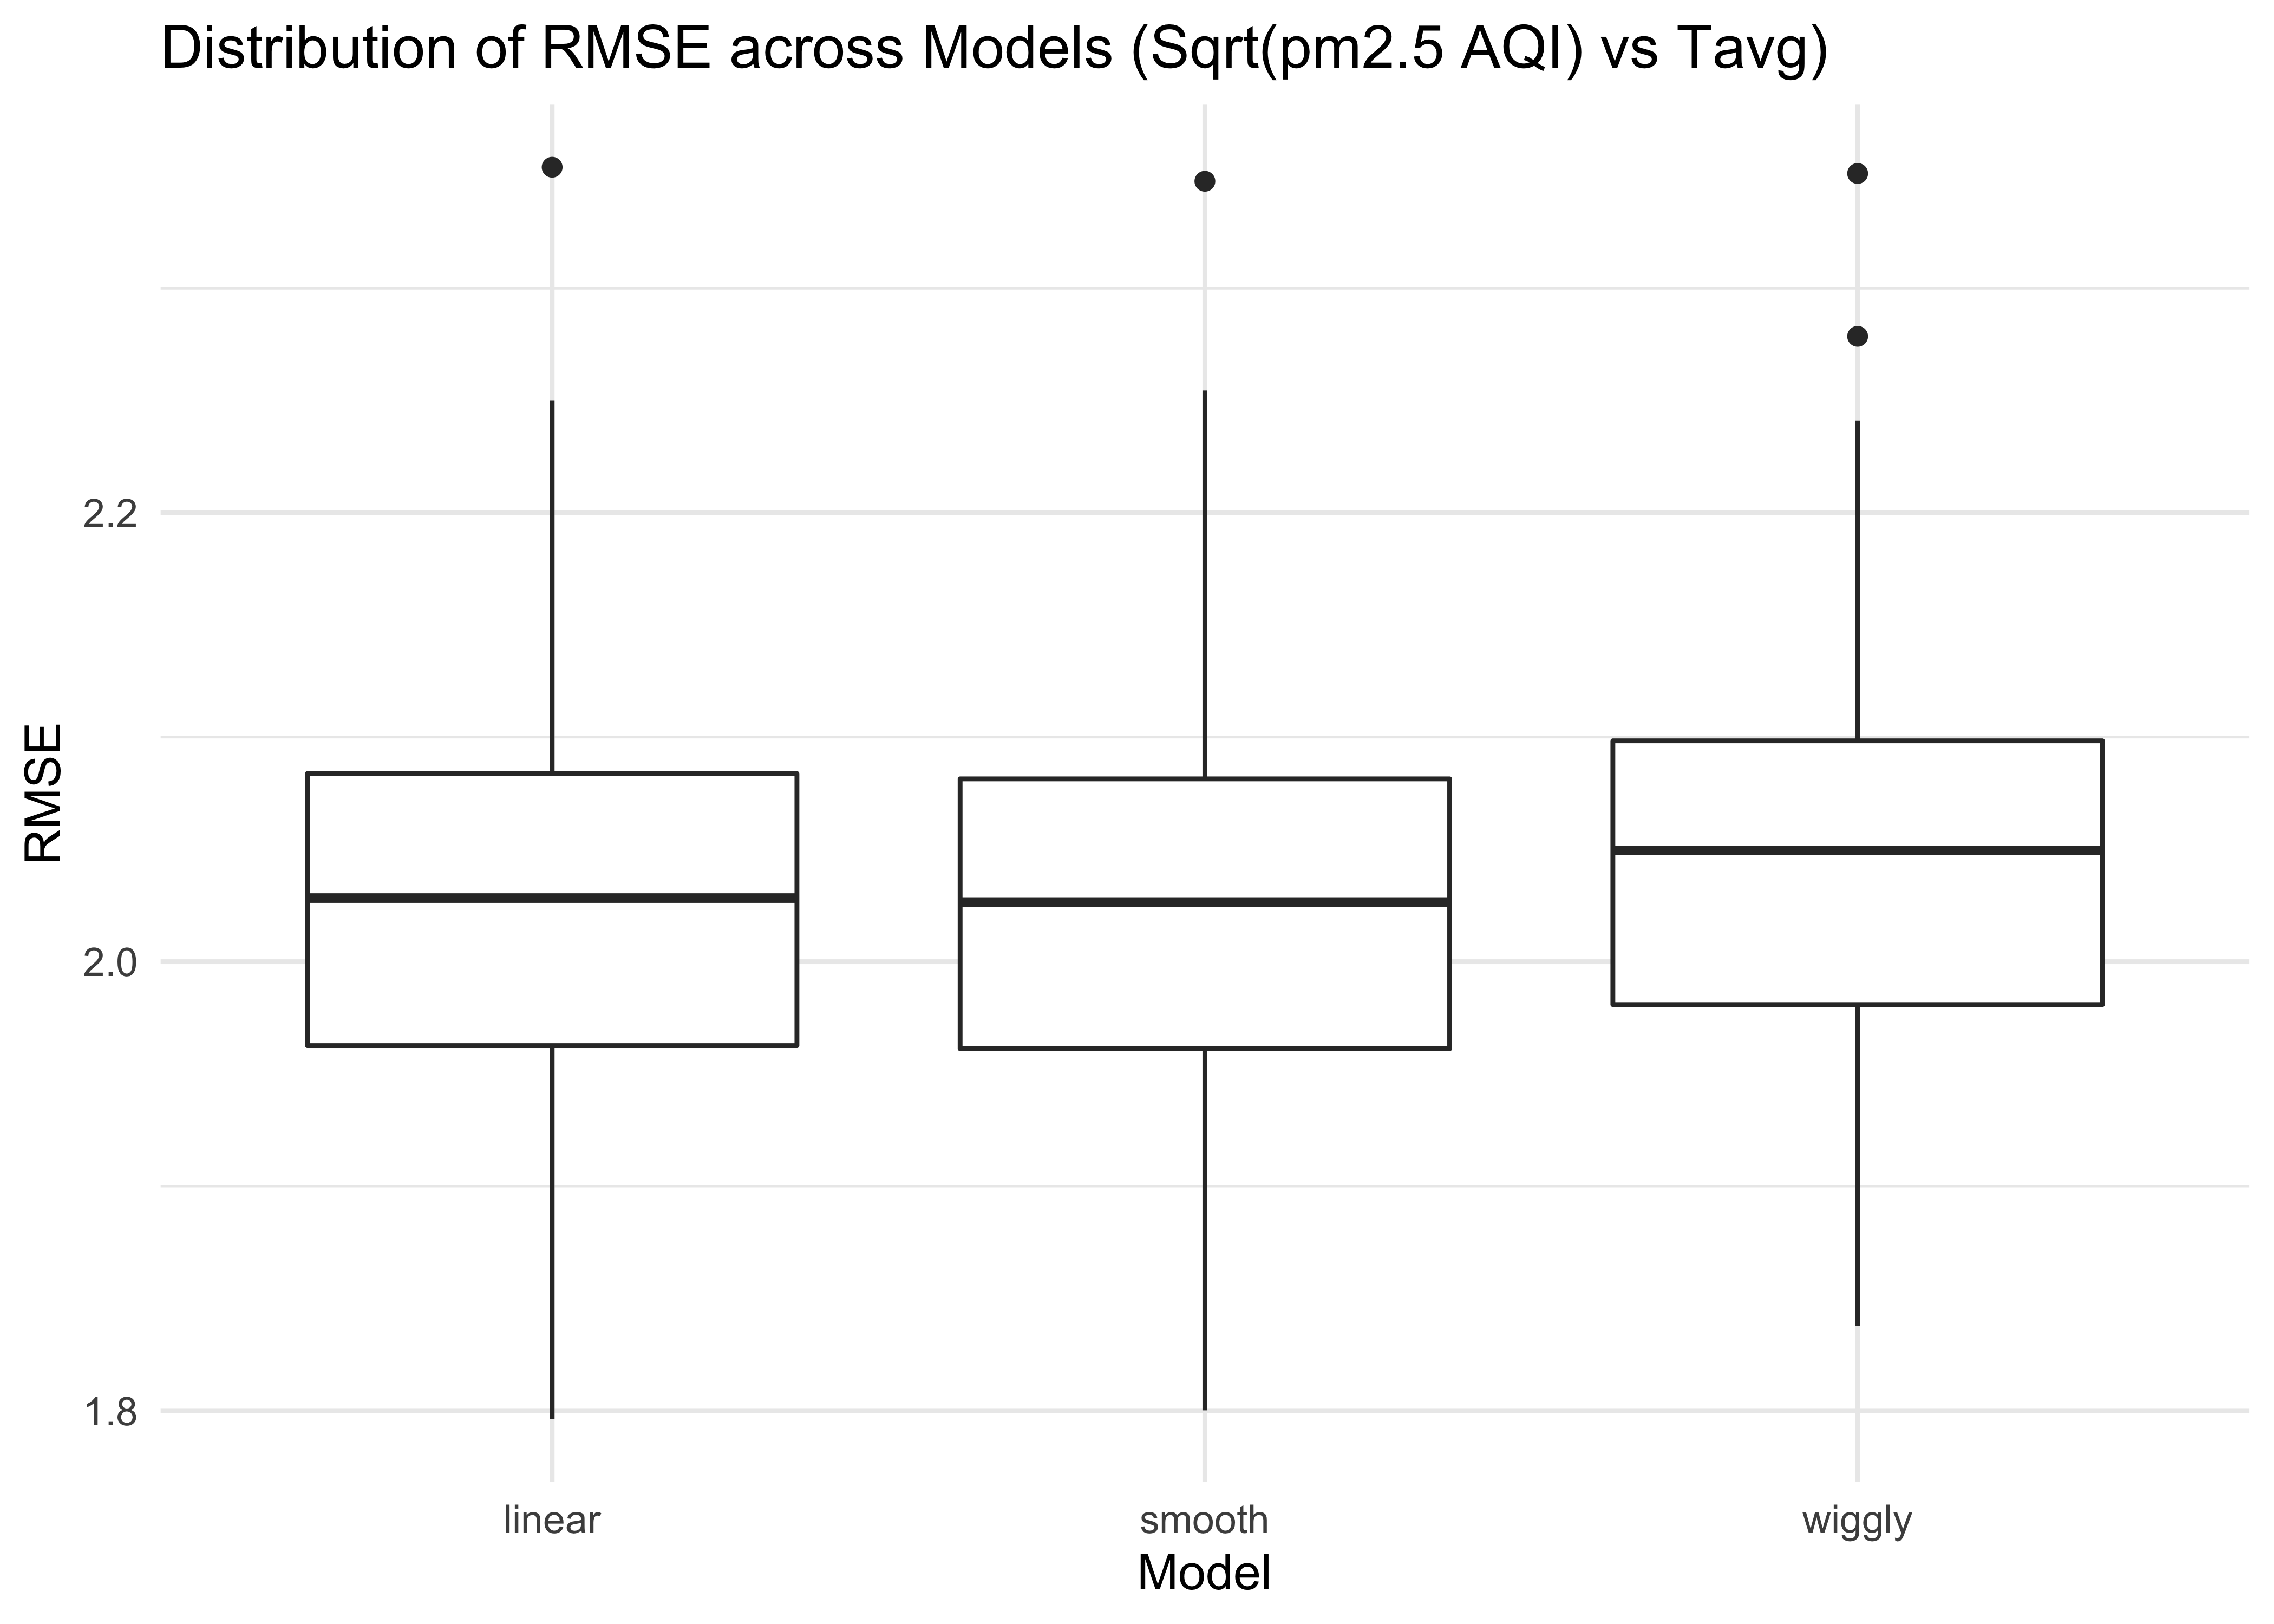 Distribution of RMSE across Models (Sqrt(pm2.5 AQI) vs Tavg)
RMSE
2.2
2.0
1.8
linear smooth wiggly
Model